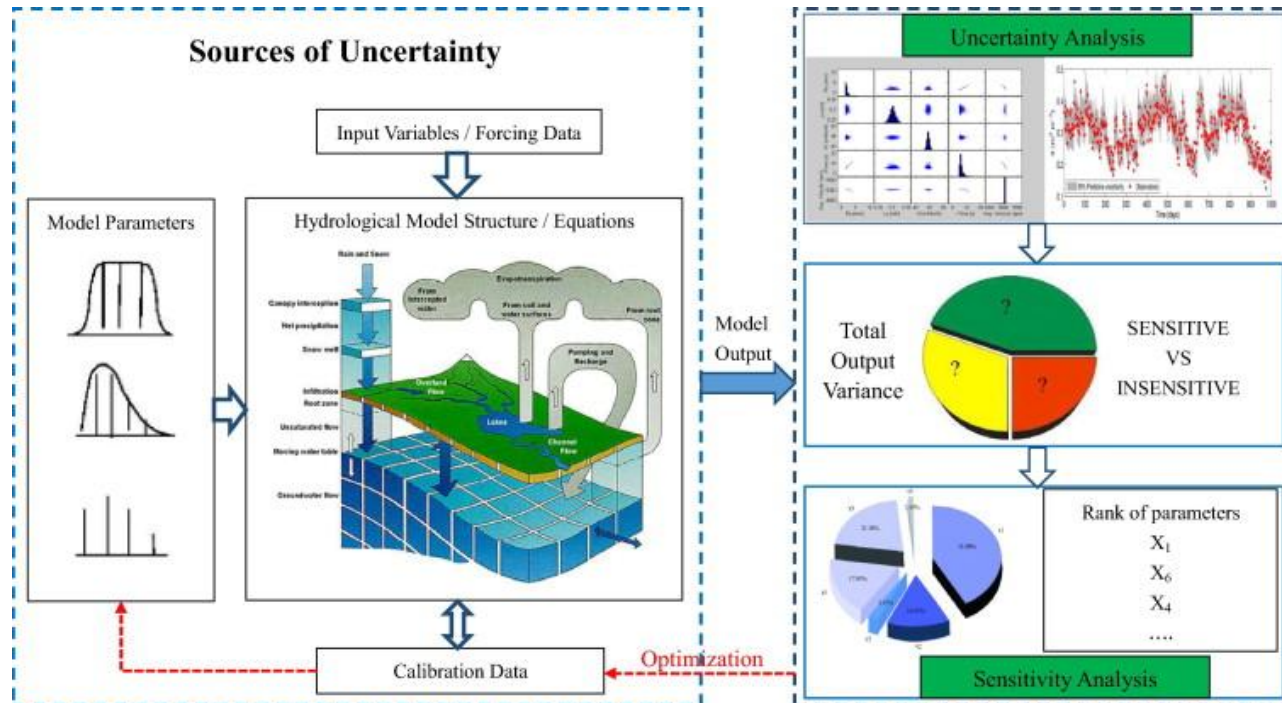 Sources of Uncertainty
Input Variables / Forcing Data
Model Parameters
Hydrological Model Structure / Equations
Rain and Snow
Canopy interception
Net precipitation
Snow melt
Infiltration
Root zone
Unsaturated flow
Moving water table
Groundwater flow
Evapotranspiration
From
intercepted
water
From soil and
water surfaces
From root
zone
Pumping and
Recharge
Overland
Flow
Lakes
Channel
Flow
Calibration Data
Model
Output
Optimization
Uncertainty Analysis
Time (days)
Total
Output
Variance
?
?
?
SENSITIVE
VS
INSENSITIVE
Rank of parameters
X₁
X₆
X₄
....
Sensitivity Analysis